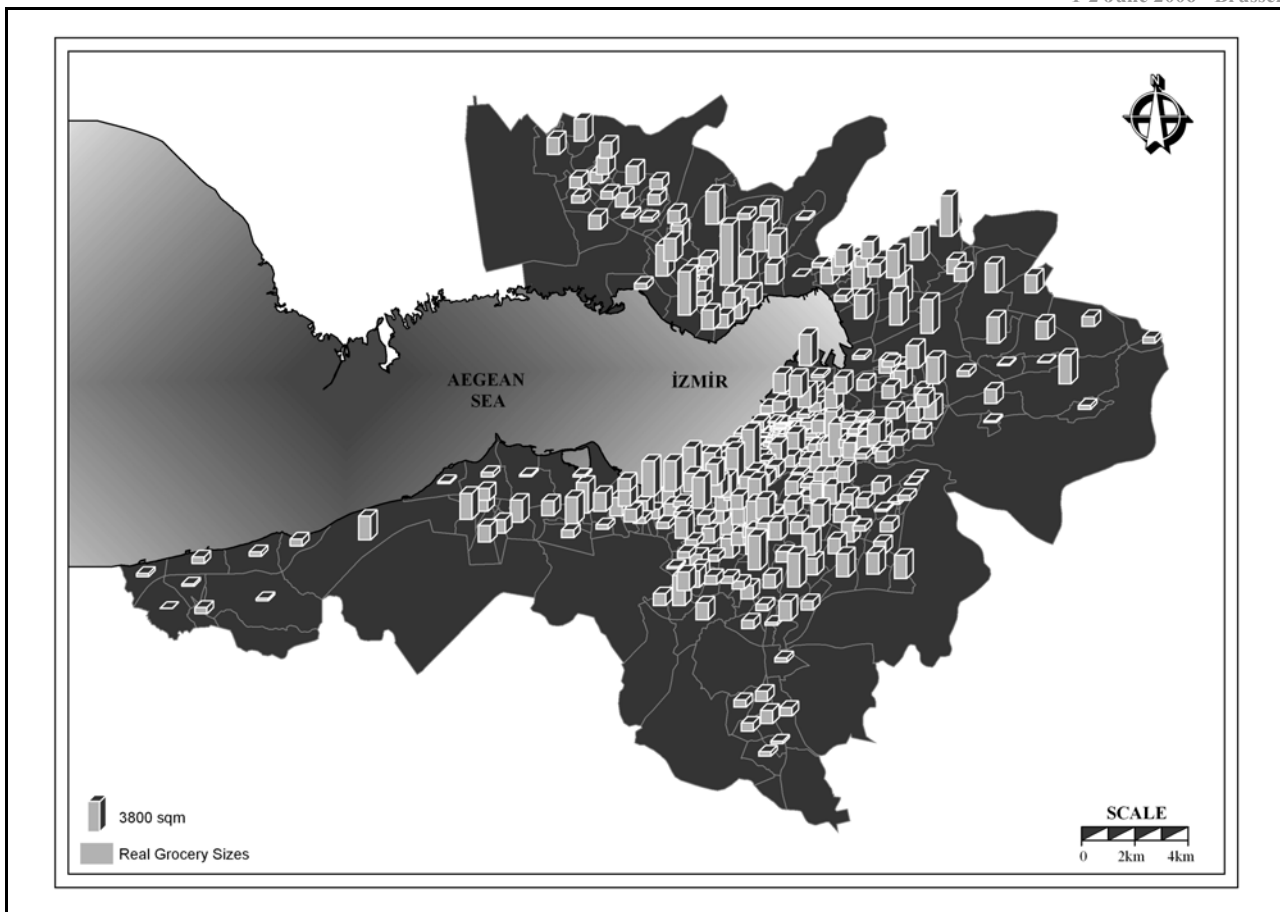 N
AEGEAN
SEA
İZMİR
3800 sqm
Real Grocery Sizes
SCALE
0 2km 4km